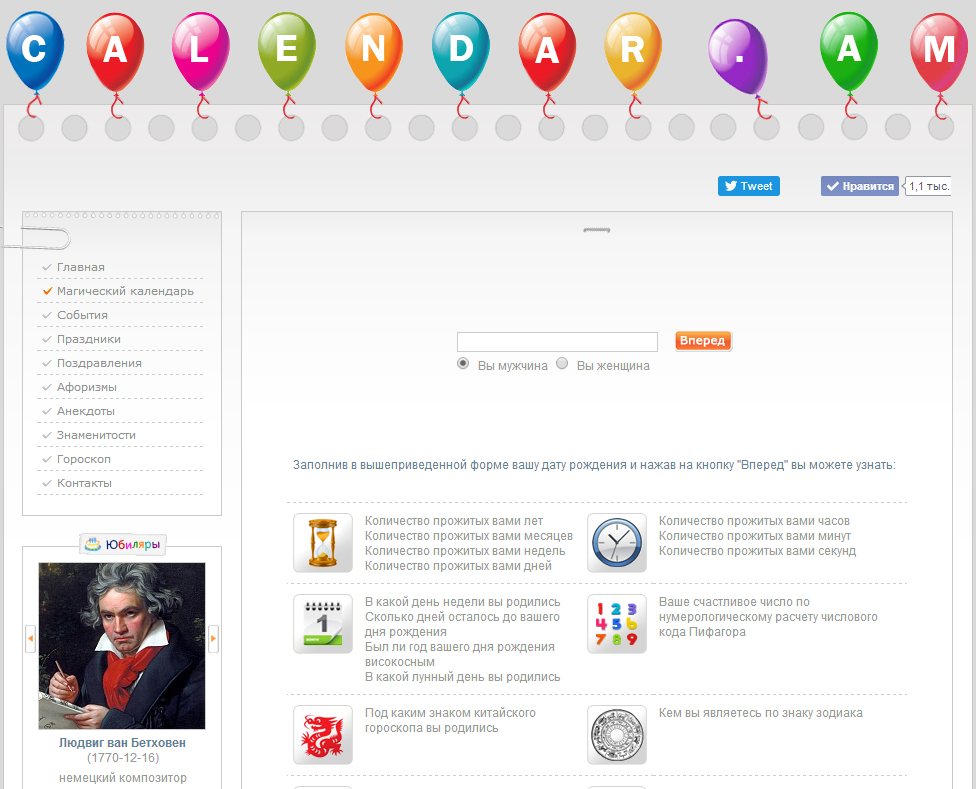 CALENDAR.AM
Tweet
Нравится
1,1 тыс.
Главная
Магический календарь
События
Праздники
Поздравления
Афоризмы
Анекдоты
Знаменитости
Гороскоп
Контакты
Юбиляры
Людвиг ван Бетховен
(1770-12-16)
немецкий композитор
Вперед
Вы мужчина
Вы женщина
Заполнив в вышеприведенной форме вашу дату рождения и нажав на кнопку "Вперед" вы можете узнать:
Количество прожитых вами лет
Количество прожитых вами месяцев
Количество прожитых вами недель
Количество прожитых вами дней
Количество прожитых вами часов
Количество прожитых вами минут
Количество прожитых вами секунд
1
В какой день недели вы родились
Сколько дней осталось до вашего
дня рождения
Был ли год вашего дня рождения
високосным
В какой лунный день вы родились
1 2 3
4 5 6
7 8 9
Ваше счастливое число по
нумерологическому расчету числового
кода Пифагора
Под каким знаком китайского
гороскопа вы родились
Кем вы являетесь по знаку зодиака